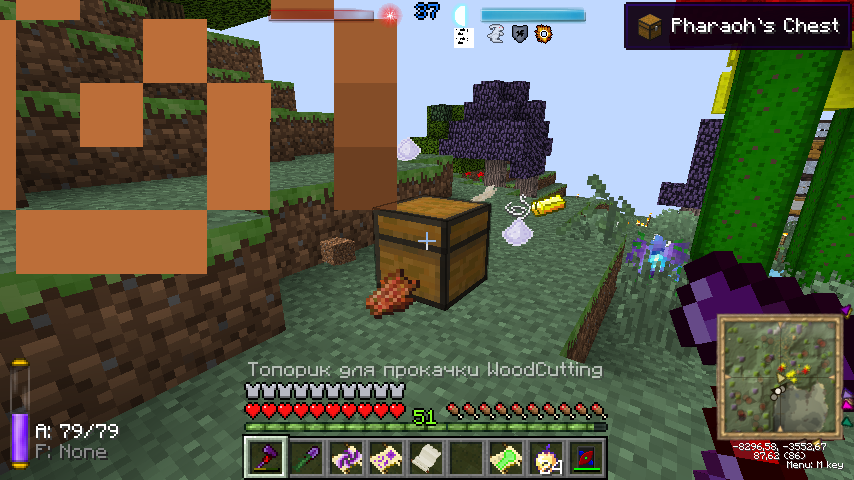 37
Pharaoh's Chest
Топорик для прокачки WoodCutting
51
A: 79/79
F: None
24
-8296,58, -3552,67
87,62 (86)
Menu: M key